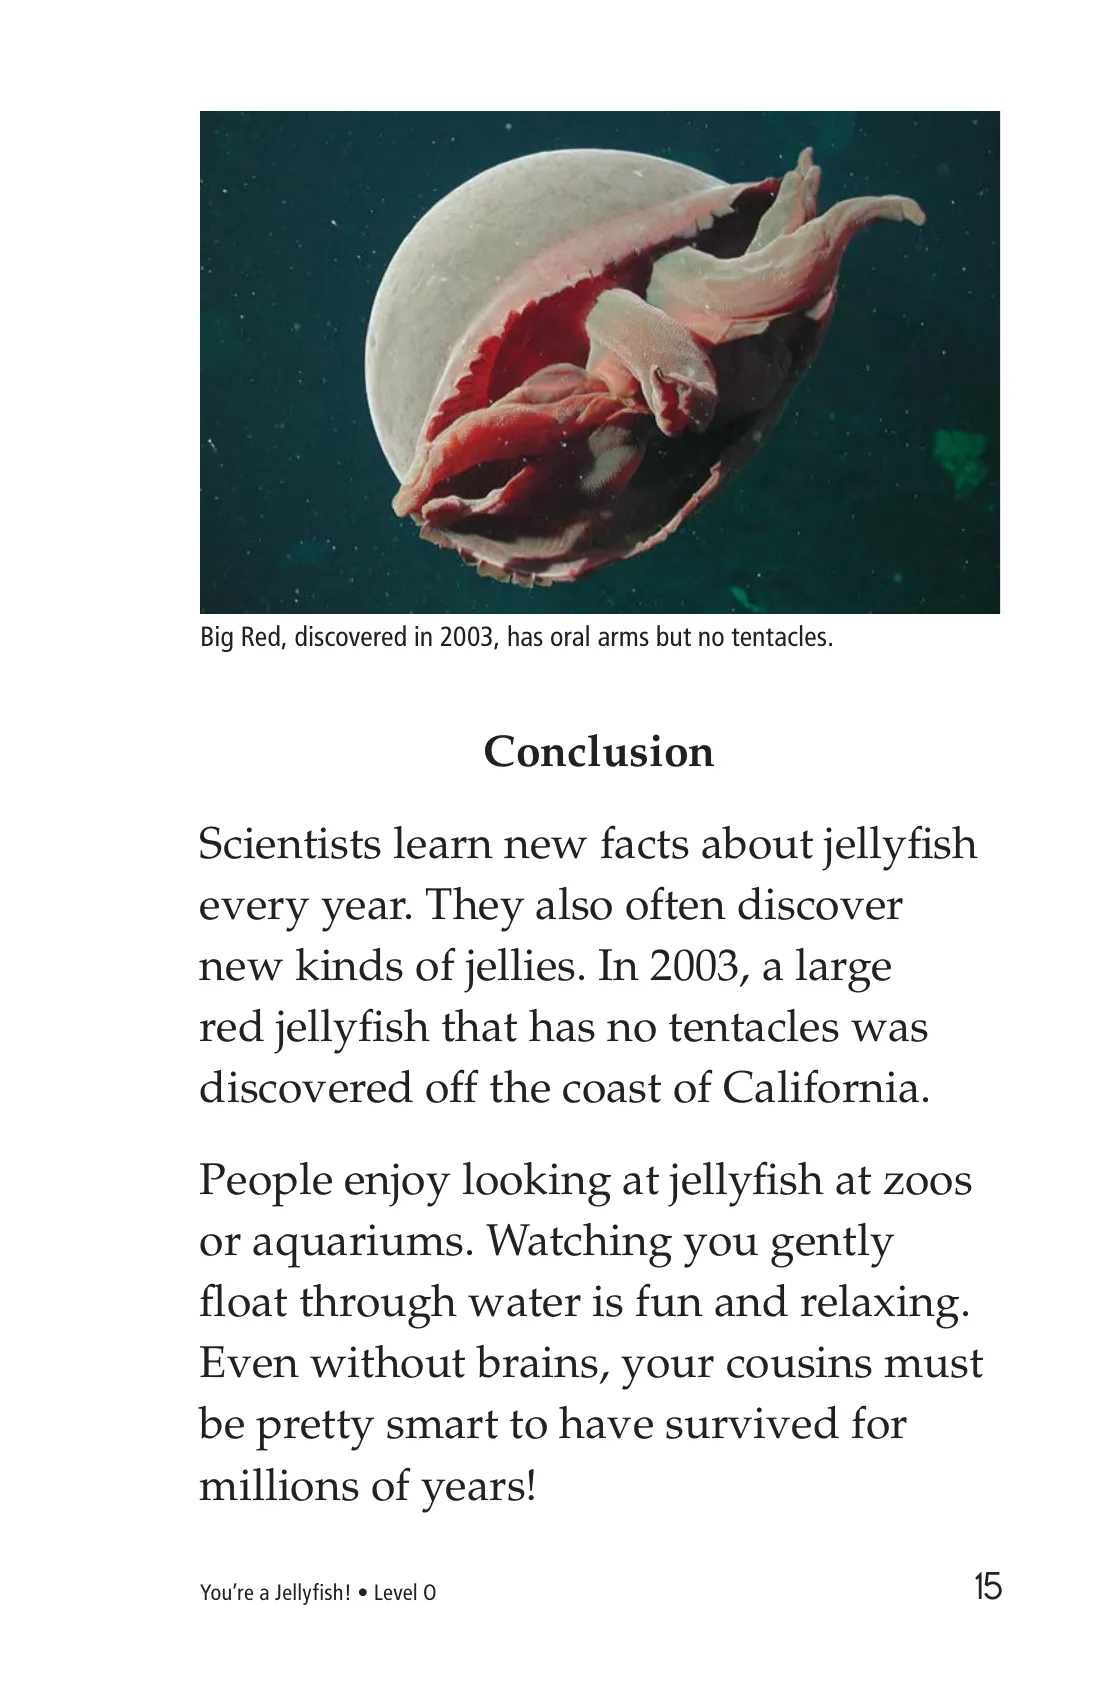 Big Red, discovered in 2003, has oral arms but no tentacles.
Conclusion
Scientists learn new facts about jellyfish
every year. They also often discover
new kinds of jellies. In 2003, a large
red jellyfish that has no tentacles was
discovered off the coast of California.
People enjoy looking at jellyfish at zoos
or aquariums. Watching you gently
float through water is fun and relaxing.
Even without brains, your cousins must
be pretty smart to have survived for
millions of years!
You’re a Jellyfish! • Level O
15